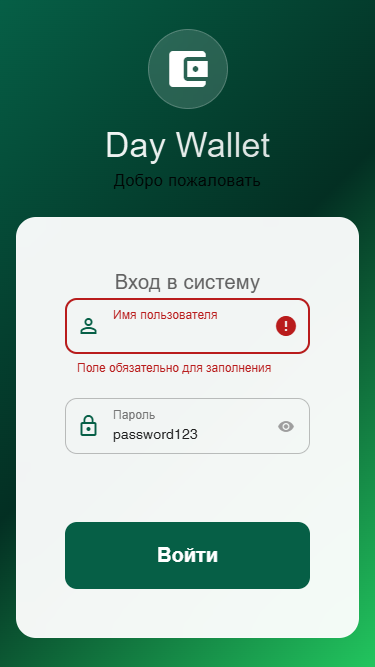 Day Wallet
Добро пожаловать
Вход в систему
Имя пользователя
Поле обязательно для заполнения
Пароль
password123
Войти